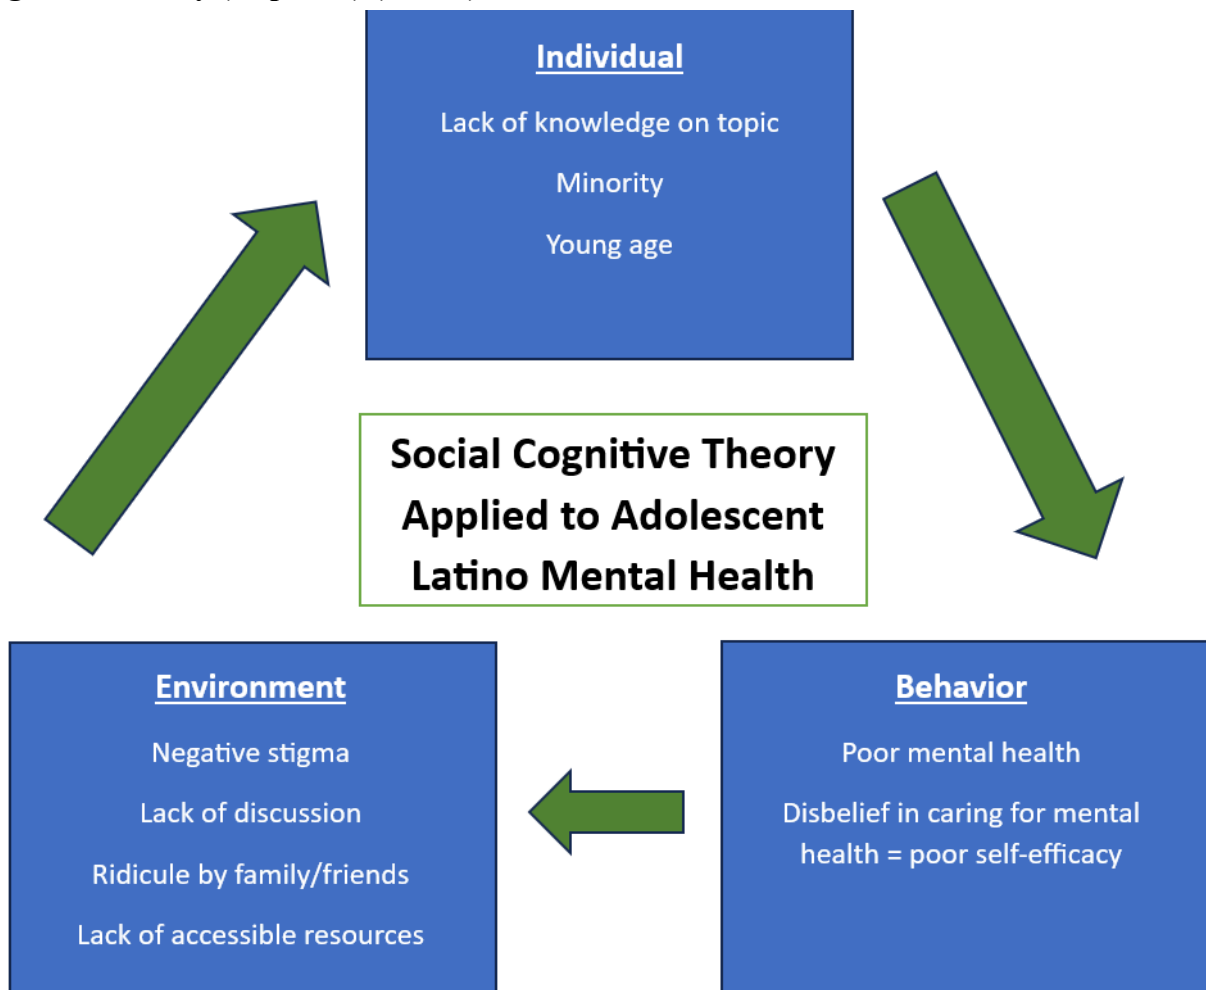 Individual
Lack of knowledge on topic
Minority
Young age
Social Cognitive Theory
Applied to Adolescent
Latino Mental Health
Environment
Negative stigma
Lack of discussion
Ridicule by family/friends
Lack of accessible resources
Behavior
Poor mental health
Disbelief in caring for mental
health = poor self-efficacy